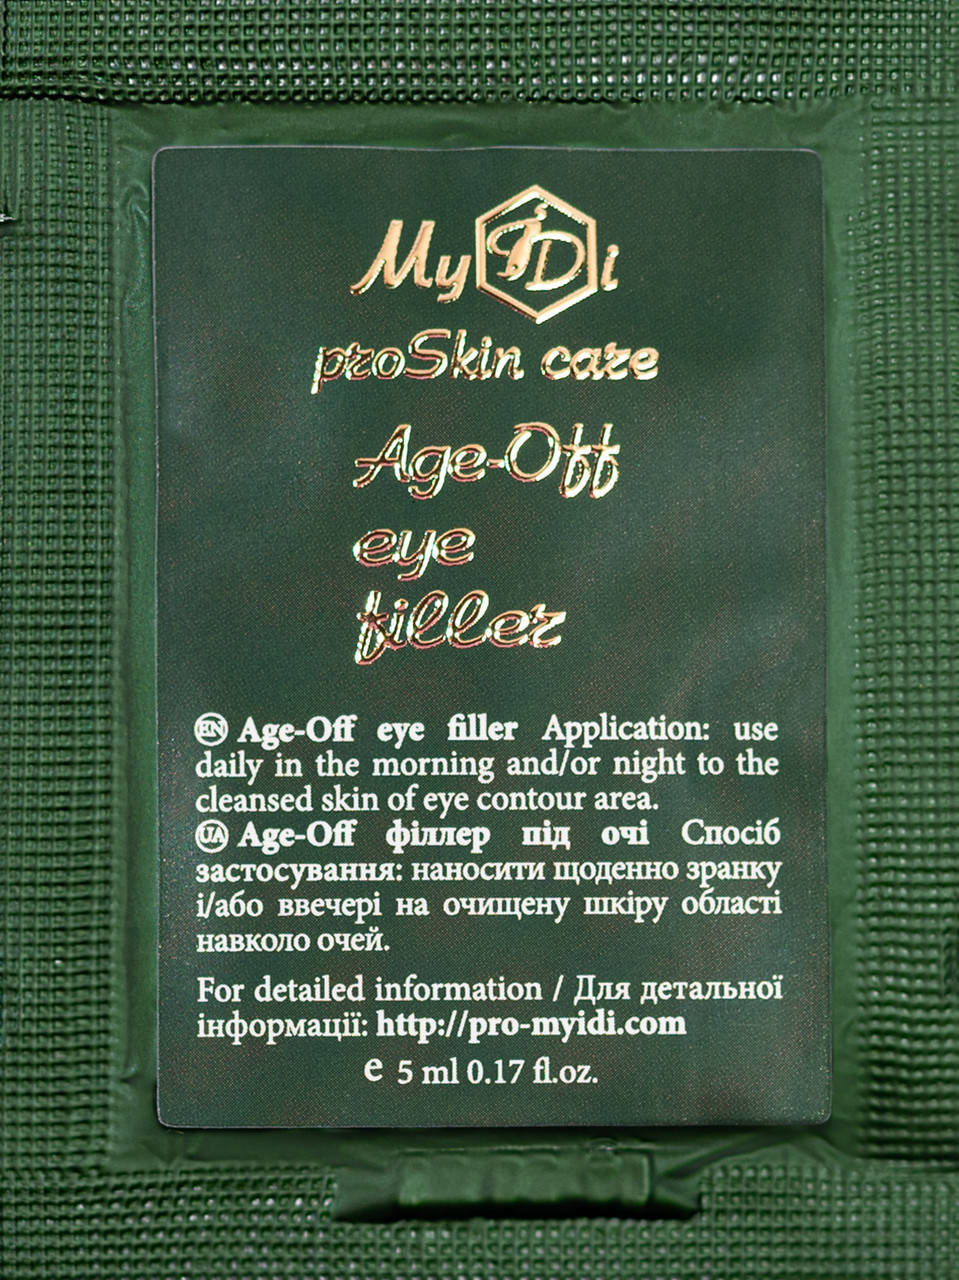 MyiDi
proSkin care
Age-Off
eye
filler
EN Age-Off eye filler Application: use
daily in the morning and/or night to the
cleansed skin of eye contour area.
UA Age-Off філлер під очі Спосіб
застосування: наносити щоденно зранку
і/або ввечері на очищену шкіру області
навколо очей.
For detailed information / Для детальної
інформації: http://pro-myidi.com
e 5 ml 0.17 fl.oz.